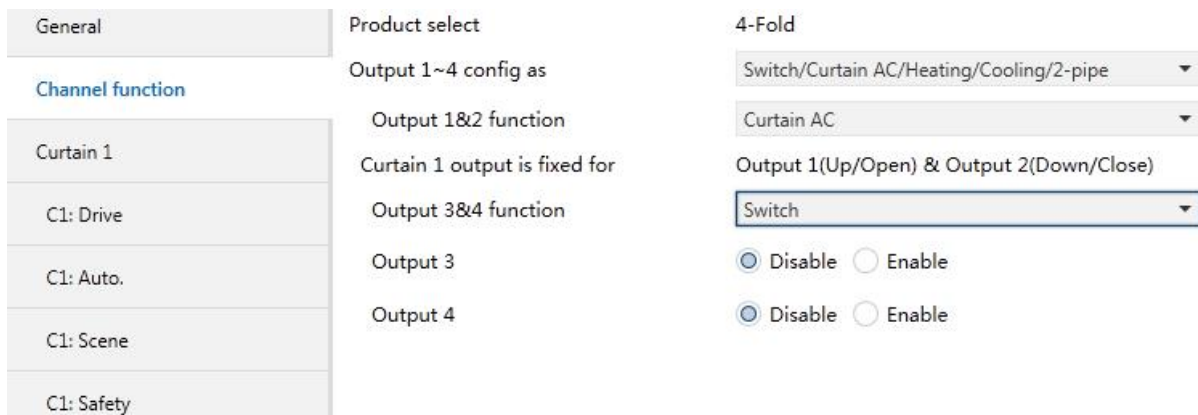 General
Channel function
Curtain 1
C1: Drive
C1: Auto.
C1: Scene
C1: Safety
Product select 4-Fold
Output 1~4 config as Switch/Curtain AC/Heating/Cooling/2-pipe
Output 1&2 function Curtain AC
Curtain 1 output is fixed for Output 1(Up/Open) & Output 2(Down/Close)
Output 3&4 function Switch
Output 3 Disable Enable
Output 4 Disable Enable